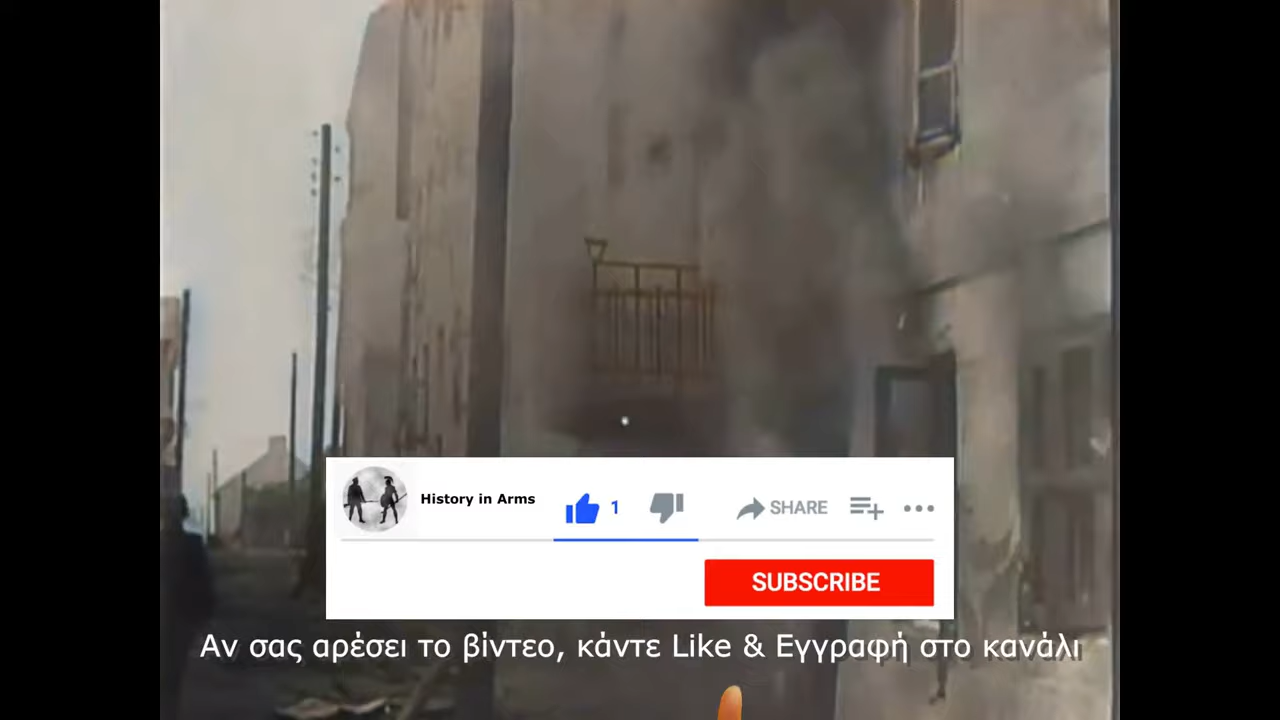 History in Arms
1
SHARE
SUBSCRIBE
Αν σας αρέσει το βίντεο, κάντε Like & Εγγραφή στο κανάλι